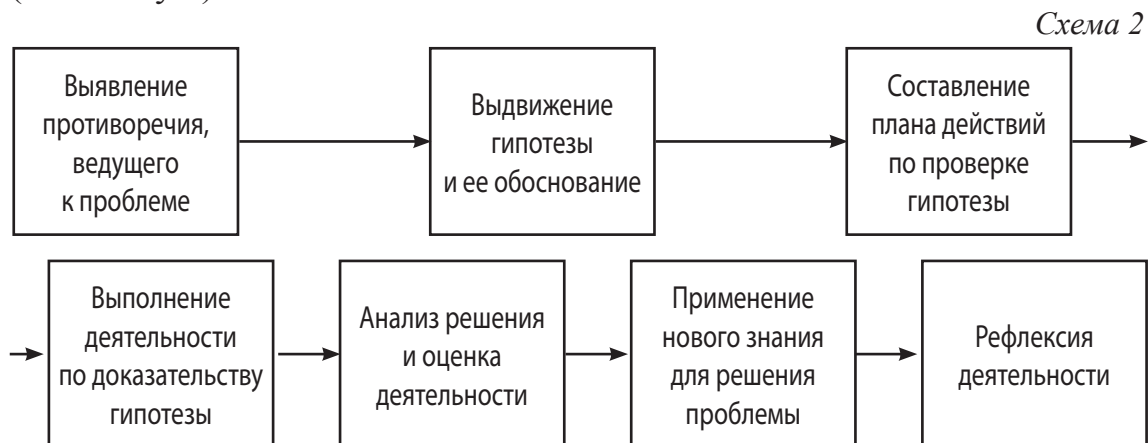 Схема 2
Выявление
противоречия,
ведущего
к проблеме
Выдвижение
гипотезы
и ее обоснование
Составление
плана действий
по проверке
гипотезы
Выполнение
деятельности
по доказательству
гипотезы
Анализ решения
и оценка
деятельности
Применение
нового знания
для решения
проблемы
Рефлексия
деятельности